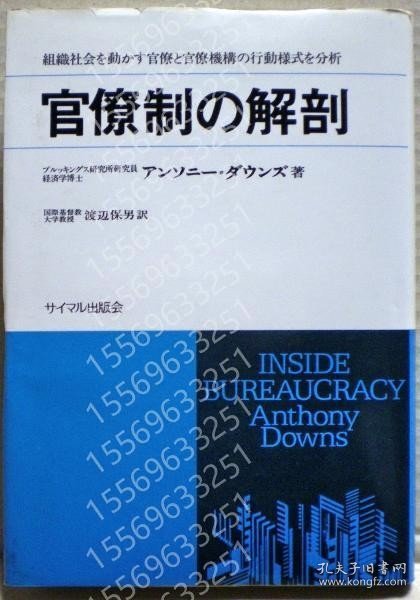 組織社会を動かす官僚と官僚機構の行動様式を分析
官僚制の解剖
ブルッキングス研究所研究員
経済学博士
アンソニー・ダウンズ著
国際基督教
大学教授
渡辺保男訳
サイマル出版会
INSIDE
BUREAUCRACY
Anthony
Downs
15569633251
15569633251
15569633251
15569633251
15569633251
15569633251
孔夫子旧书网
kongfz.com